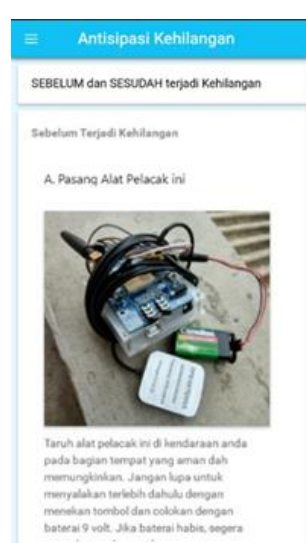 Antisipasi Kehilangan
SEBELUM dan SESUDAH terjadi Kehilangan
Sebelum Terjadi Kehilangan
A. Pasang Alat Pelacak ini
Taruh alat pelacak ini di kendaraan anda
pada bagian tempat yang aman dah
memungkinkan. Jangan lupa untuk
menyalakan terlebih dahulu dengan
menekan tombol dan colokan dengan
baterai 9 volt. Jika baterai habis, segera